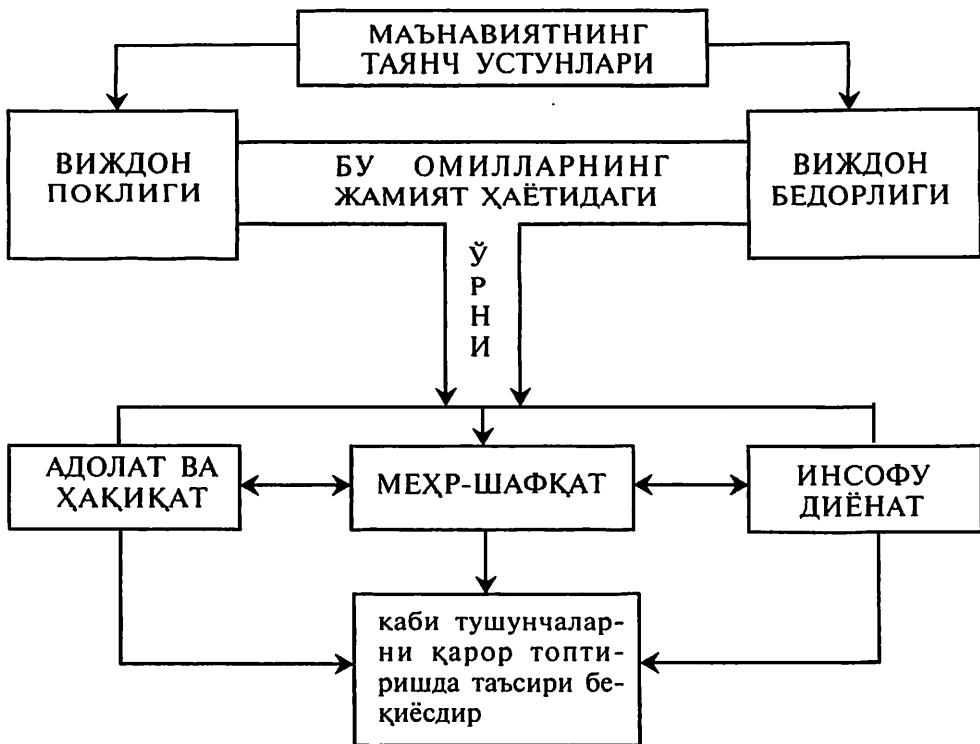 МАЪНАВИЯТНИНГ
ТАЯНЧ УСТУНЛАРИ
ВИЖДОН
ПОКЛИГИ
БУ ОМИЛЛАРНИНГ
ЖАМИЯТ ҲАЁТИДАГИ
ВИЖДОН
БЕДОРЛИГИ
Ў
Р
Н
И
АДОЛАТ ВА
ҲАҚИҚАТ
МЕҲР-ШАФҚАТ
ИНСОФУ
ДИЁНАТ
каби тушунчалар-
ни қарор топти-
ришда таъсири бе-
қиёсдир